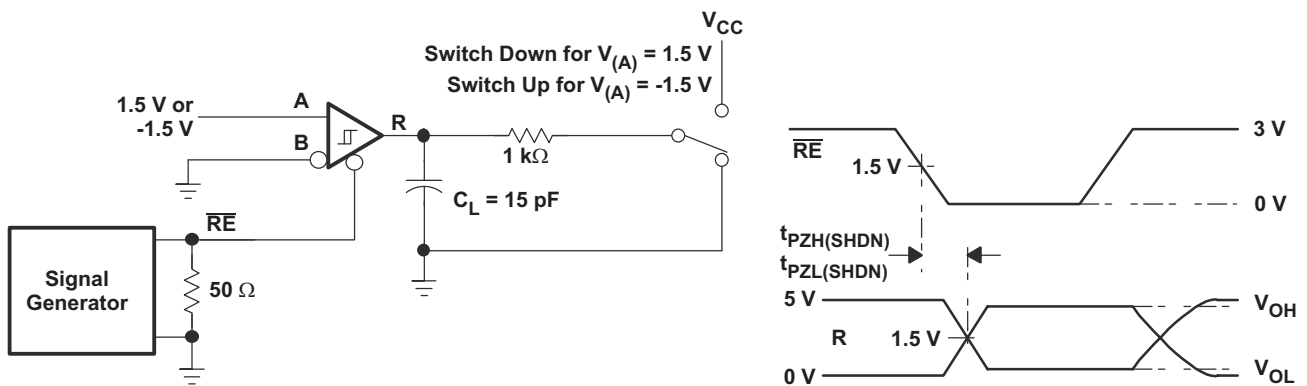 V_CC
Switch Down for V_(A) = 1.5 V
Switch Up for V_(A) = -1.5 V
1.5 V or
-1.5 V
A
B
R
1 kΩ
C_L = 15 pF
R̅E̅
Signal
Generator
50 Ω
R̅E̅
3 V
1.5 V
0 V
t_PZH(SHDN)
t_PZL(SHDN)
5 V
V_OH
R
1.5 V
0 V
V_OL